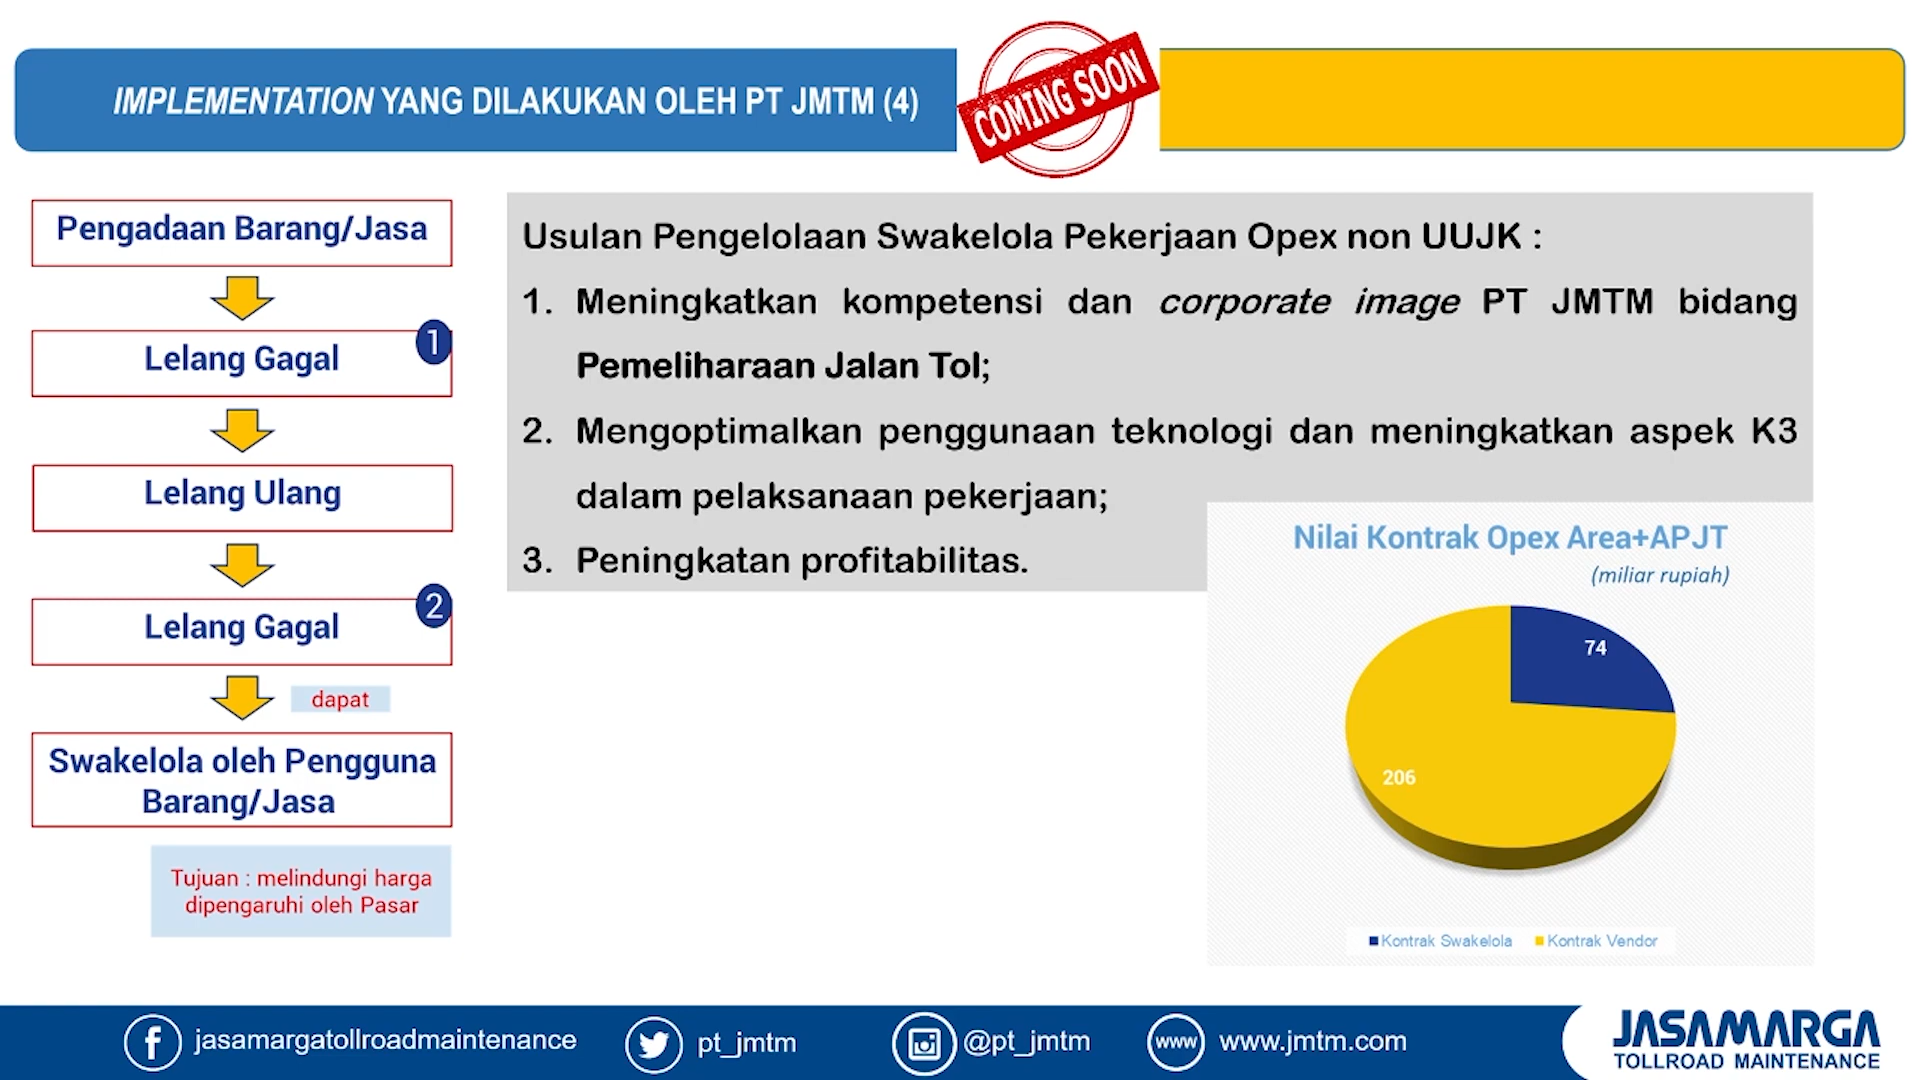 IMPLEMENTATION YANG DILAKUKAN OLEH PT JMTM (4)
COMING SOON
Pengadaan Barang/Jasa
Lelang Gagal
1
Lelang Ulang
Lelang Gagal
2
dapat
Swakelola oleh Pengguna
Barang/Jasa
Tujuan : melindungi harga
dipengaruhi oleh Pasar
Usulan Pengelolaan Swakelola Pekerjaan Opex non UUJK :
1. Meningkatkan kompetensi dan corporate image PT JMTM bidang
Pemeliharaan Jalan Tol;
2. Mengoptimalkan penggunaan teknologi dan meningkatkan aspek K3
dalam pelaksanaan pekerjaan;
3. Peningkatan profitabilitas.
Nilai Kontrak Opex Area+APJT
(miliar rupiah)
74
206
Kontrak Swakelola Kontrak Vendor
jasamargatollroadmaintenance
pt_jmtm
@pt_jmtm
www
www.jmtm.com
JASAMARGA
TOLLROAD MAINTENANCE